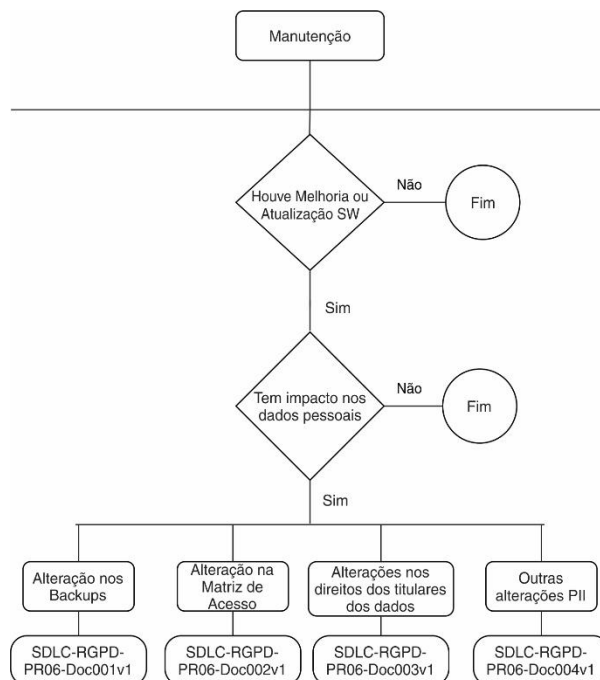 Manutenção
Houve Melhoria ou
Atualização SW
Não
Fim
Sim
Tem impacto nos
dados pessoais
Não
Fim
Sim
Alteração nos
Backups
Alteração na
Matriz de
Acesso
Alterações nos
direitos dos titulares
dos dados
Outras
alterações PII
SDLC-RGPD-
PR06-Doc001v1
SDLC-RGPD-
PR06-Doc002v1
SDLC-RGPD-
PR06-Doc003v1
SDLC-RGPD-
PR06-Doc004v1